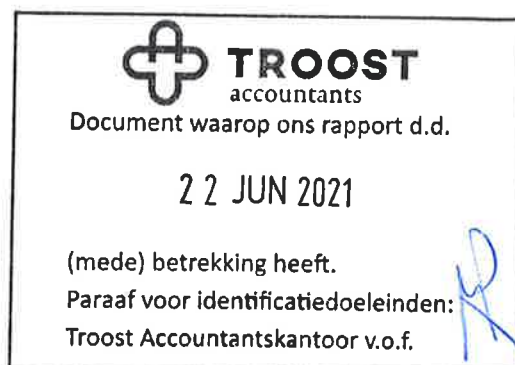 TROOST
accountants
Document waarop ons rapport d.d.
22 JUN 2021
(mede) betrekking heeft.
Paraaf voor identificatiedoeleinden:
Troost Accountantskantoor v.o.f.